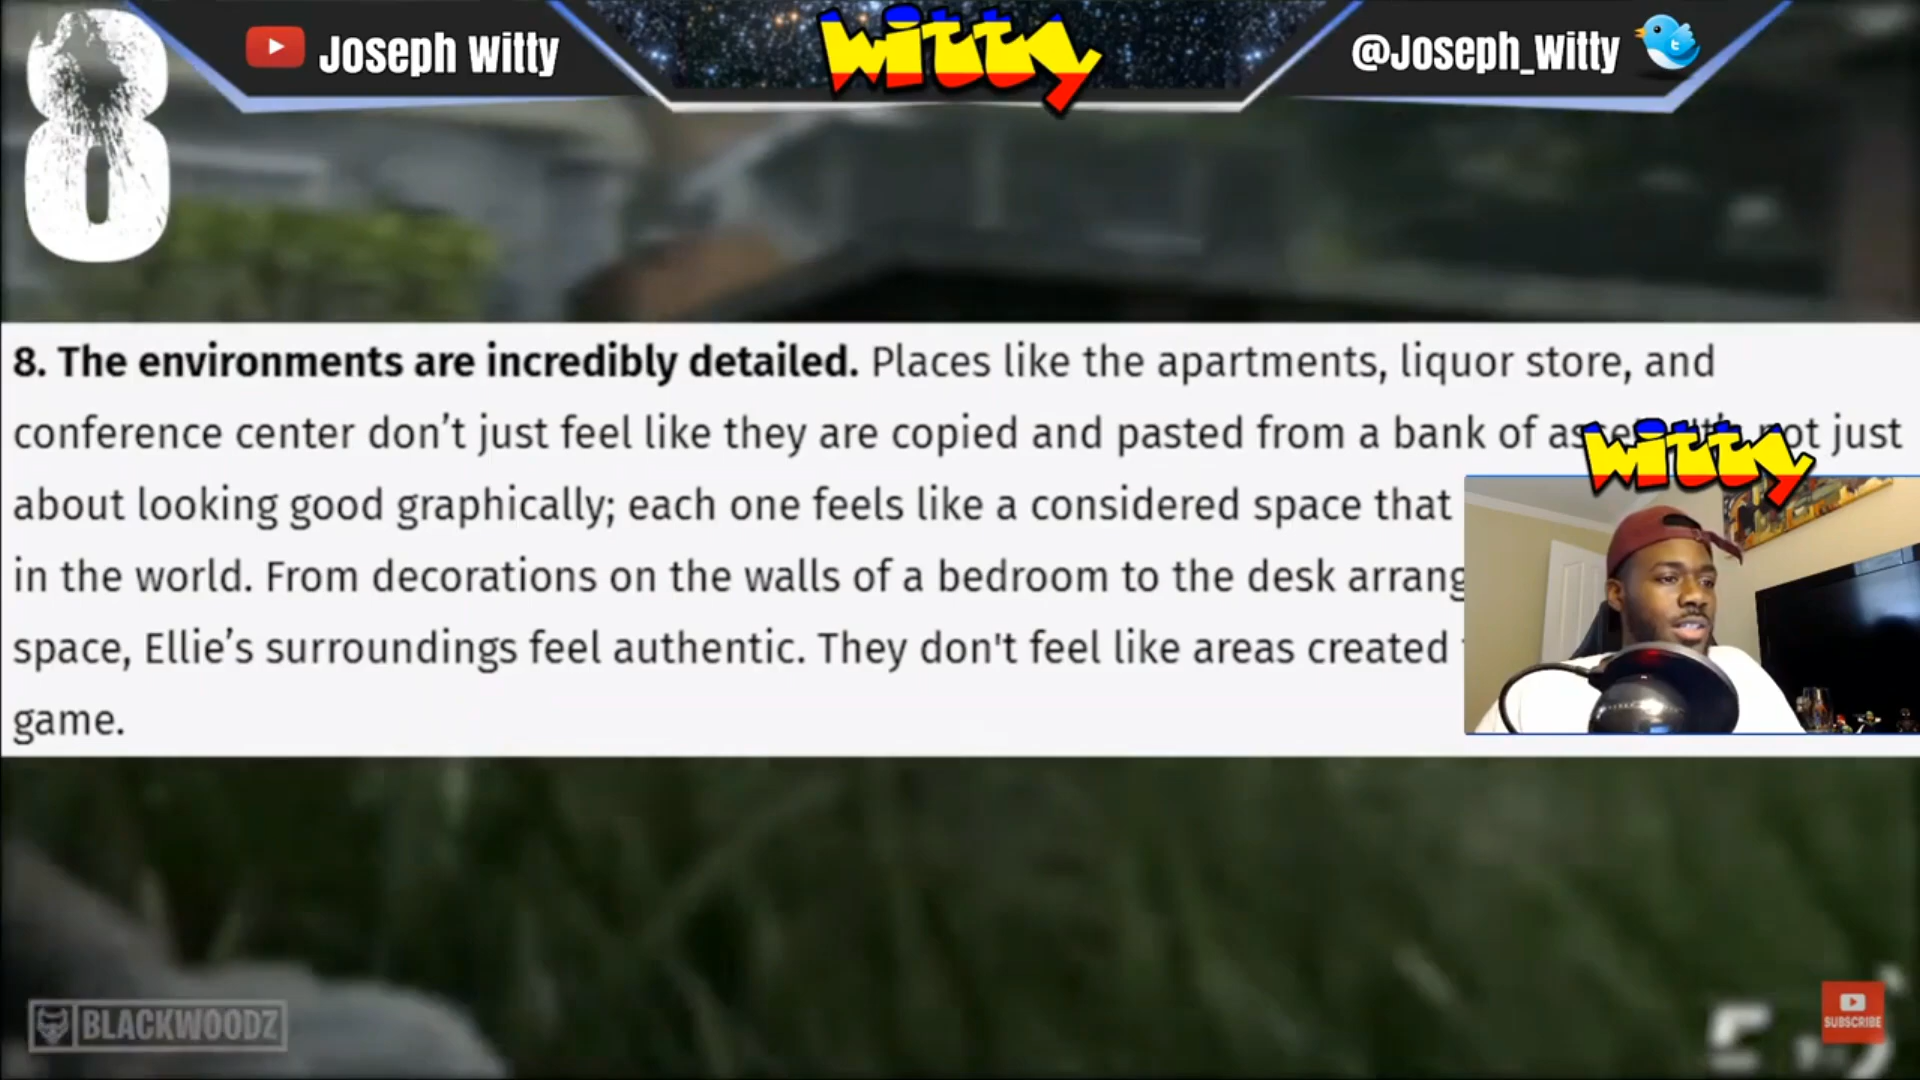 8
Joseph Witty
witty
@Joseph_Witty
8. The environments are incredibly detailed. Places like the apartments, liquor store, and
conference center don’t just feel like they are copied and pasted from a bank of not just
witty
about looking good graphically; each one feels like a considered space that
in the world. From decorations on the walls of a bedroom to the desk
space, Ellie’s surroundings feel authentic. They don't feel like areas created
game.
BLACKWOODZ
SUBSCRIBE